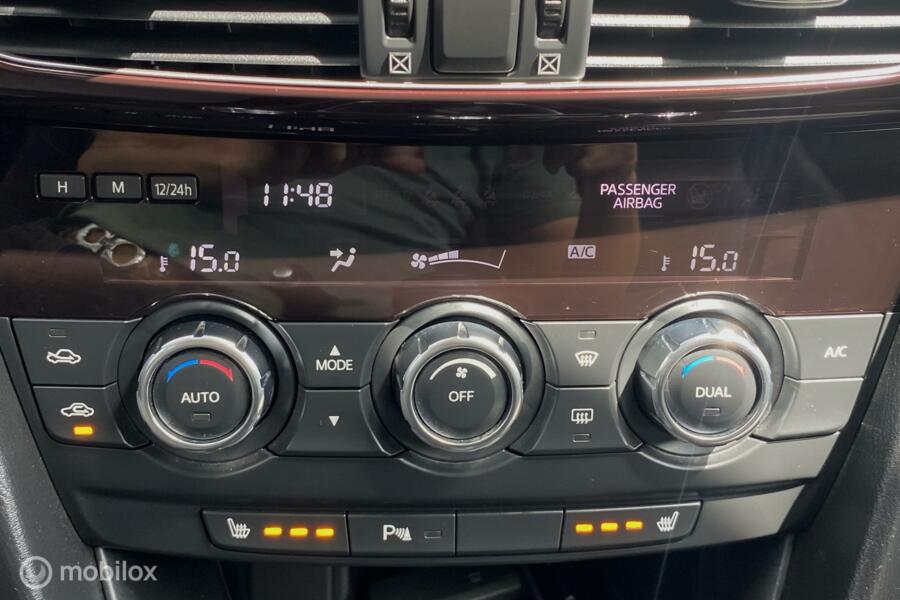 H M 12/24h 11:48 PASSENGER
AIRBAG
15.0 A/C 15.0
MODE A/C
AUTO OFF DUAL
P
mobilox